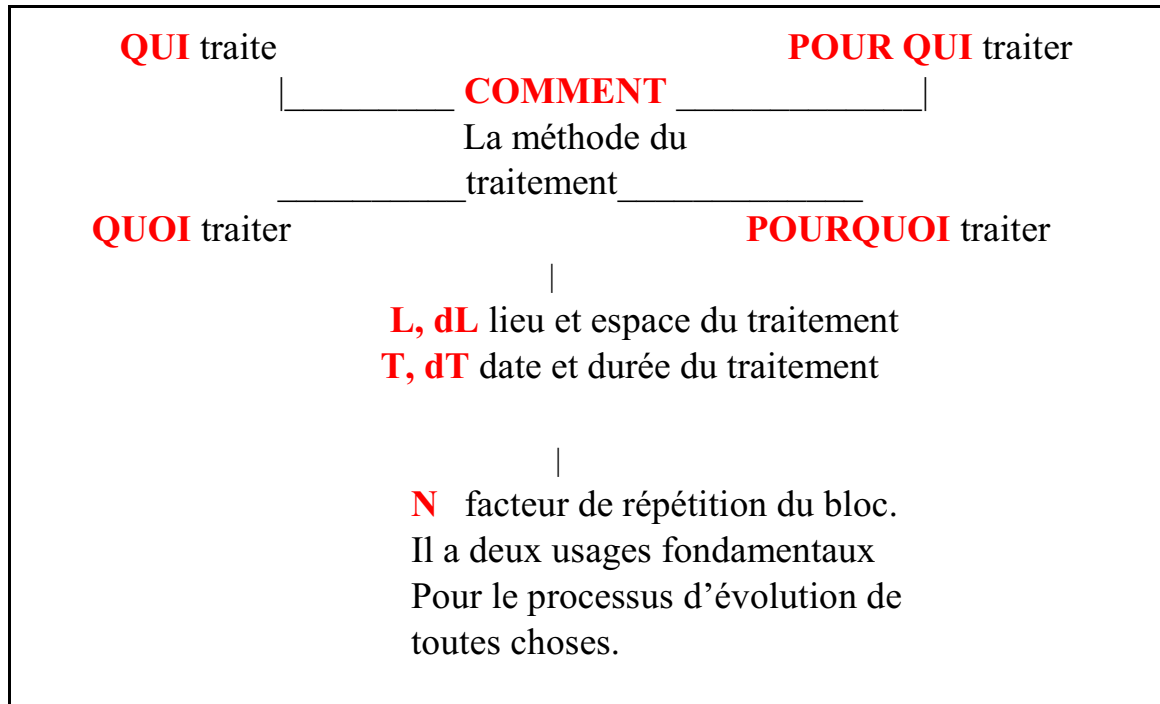 QUI traite POUR QUI traiter
|_________ COMMENT _____________|
La méthode du
__________traitement_____________
QUOI traiter POURQUOI traiter
|
L, dL lieu et espace du traitement
T, dT date et durée du traitement
|
N facteur de répétition du bloc.
Il a deux usages fondamentaux
Pour le processus d’évolution de
toutes choses.